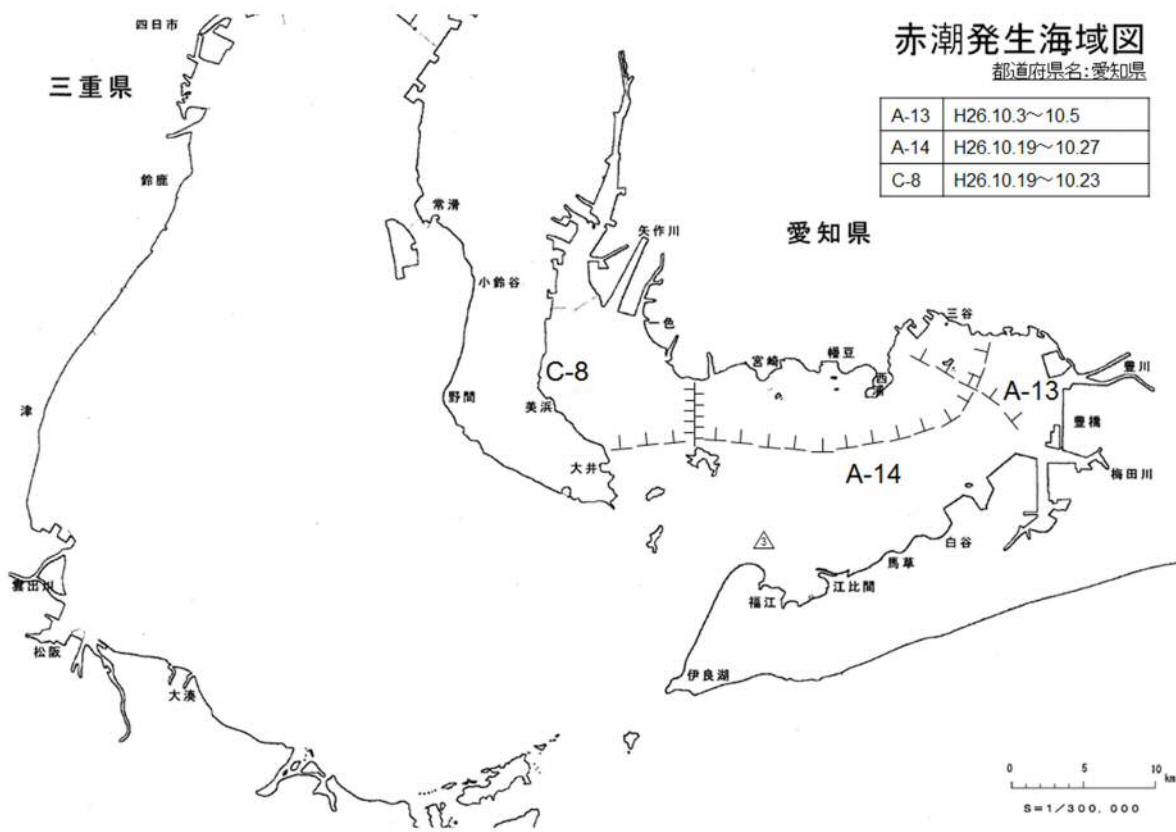 赤潮発生海域図
都道府県名:愛知県
A-13 H26.10.3～10.5
A-14 H26.10.19～10.27
C-8 H26.10.19～10.23
四日市
三重県
鈴鹿
常滑
矢作川
愛知県
小鈴谷
一色
三谷
宮崎
幡豆
西浦
豊川
C-8
A-13
津
野間
美浜
豊橋
大井
A-14
梅田川
3
白谷
馬草
雲出川
江比間
福江
松阪
伊良湖
大湊
0 5 10
km
S=1/300,000